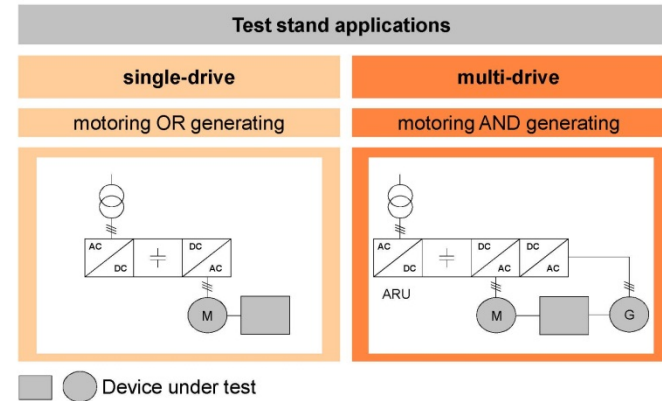 Test stand applications
single-drive
multi-drive
motoring OR generating
motoring AND generating
AC
DC
DC
AC
M
AC
DC
DC
AC
DC
AC
ARU
M
G
Device under test